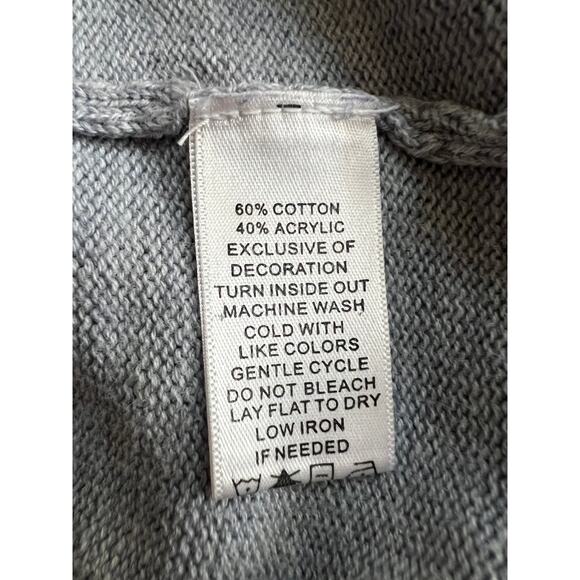 60% COTTON
40% ACRYLIC
EXCLUSIVE OF
DECORATION
TURN INSIDE OUT
MACHINE WASH
COLD WITH
LIKE COLORS
GENTLE CYCLE
DO NOT BLEACH
LAY FLAT TO DRY
LOW IRON
IF NEEDED